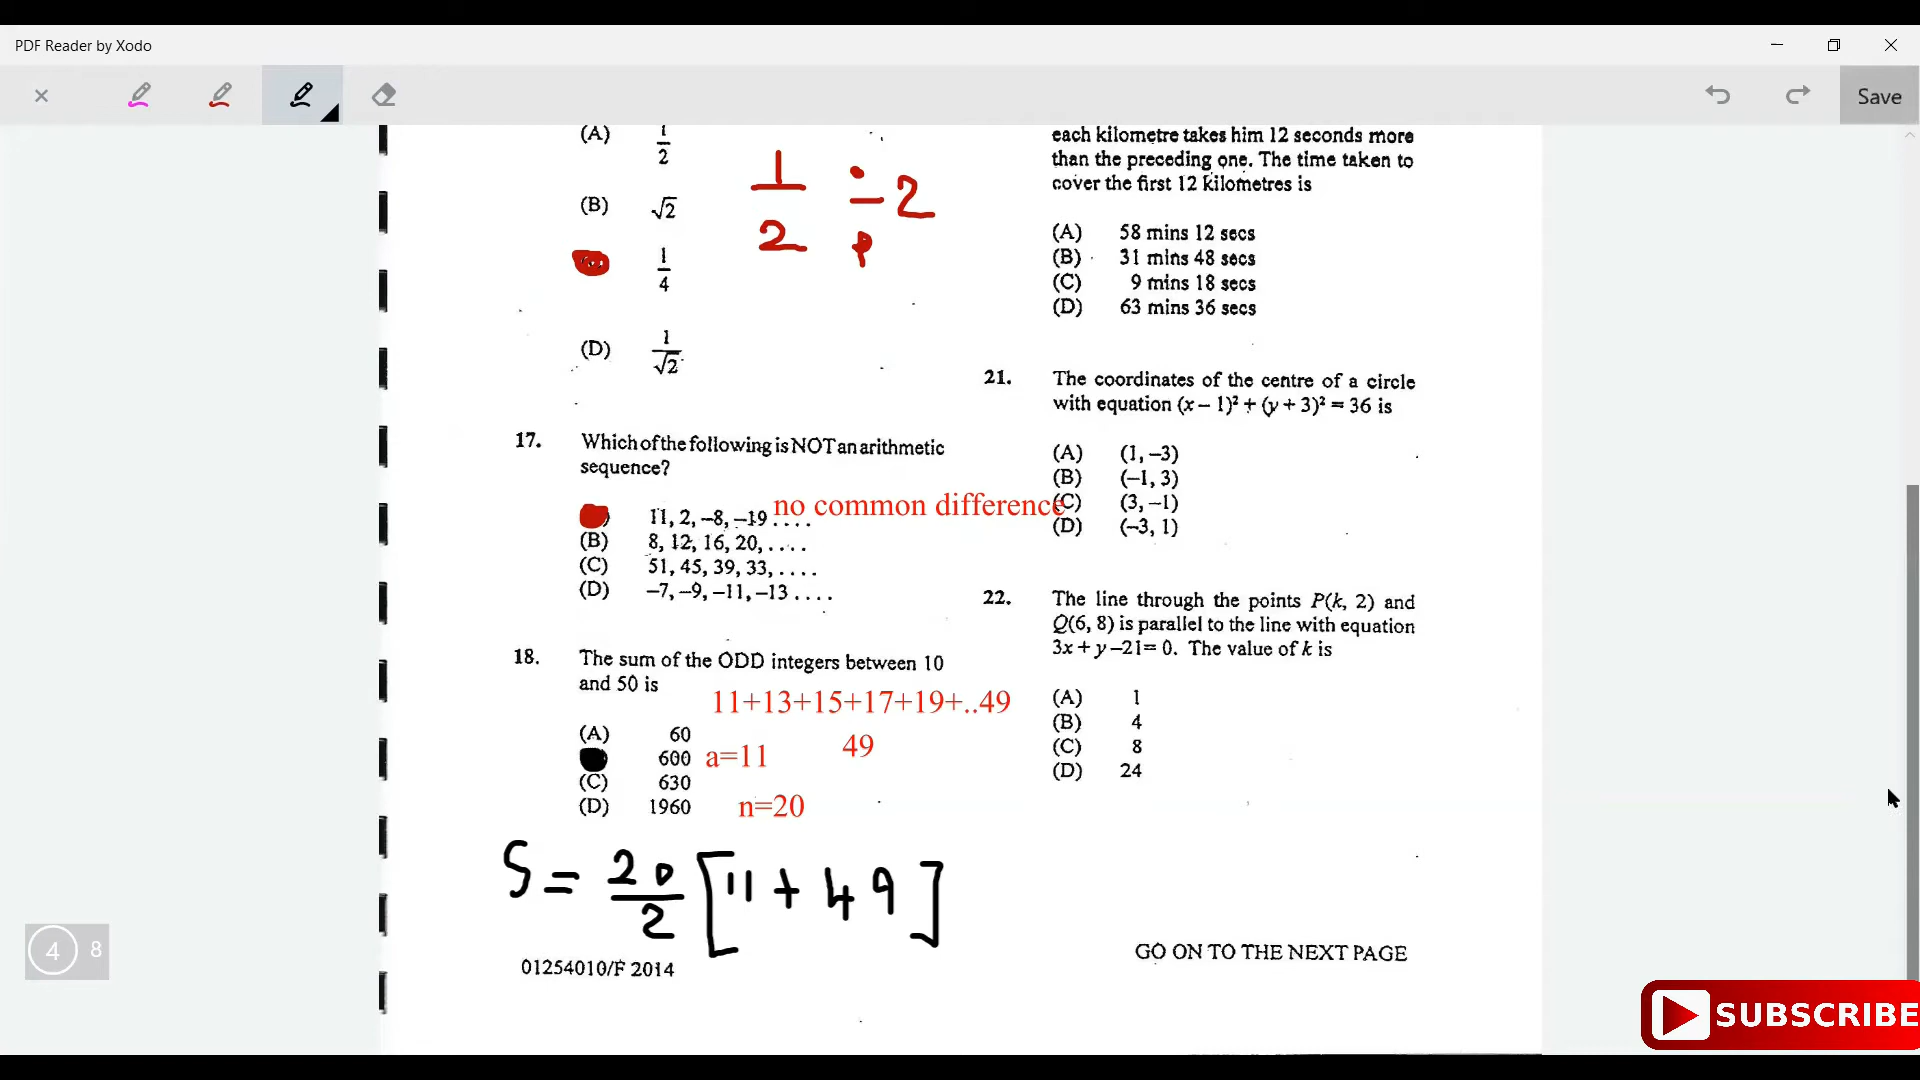 PDF Reader by Xodo
Save
(A) 1/2
(B) √2
1/4
(D) 1/√2
1/2 ÷ 2
17. Which of the following is NOT an arithmetic
sequence?
11, 2, –8, –19 . . . .
no common difference
(B) 8, 12, 16, 20, . . . .
(C) 51, 45, 39, 33, . . . .
(D) –7, –9, –11, –13 . . . .
18. The sum of the ODD integers between 10
and 50 is
11+13+15+17+19+..49
(A) 60
600
a=11
49
(C) 630
(D) 1960
n=20
S = 20/2 [11 + 49]
01254010/F 2014
each kilometre takes him 12 seconds more
than the preceding one. The time taken to
cover the first 12 kilometres is
(A) 58 mins 12 secs
(B) 31 mins 48 secs
(C) 9 mins 18 secs
(D) 63 mins 36 secs
21. The coordinates of the centre of a circle
with equation (x – 1)² + (y + 3)² = 36 is
(A) (1, –3)
(B) (–1, 3)
(C) (3, –1)
(D) (–3, 1)
22. The line through the points P(k, 2) and
Q(6, 8) is parallel to the line with equation
3x + y –21= 0. The value of k is
(A) 1
(B) 4
(C) 8
(D) 24
GO ON TO THE NEXT PAGE
4 8
SUBSCRIBE